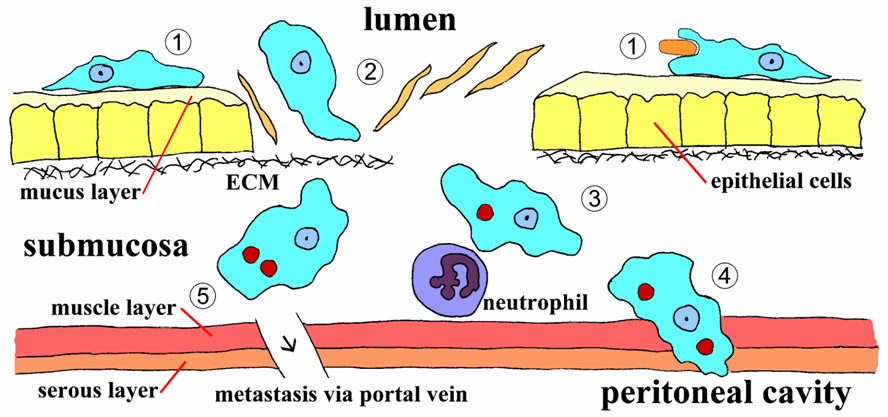 lumen
1
2
1
mucus layer
ECM
epithelial cells
3
submucosa
4
5
muscle layer
neutrophil
serous layer
metastasis via portal vein
peritoneal cavity